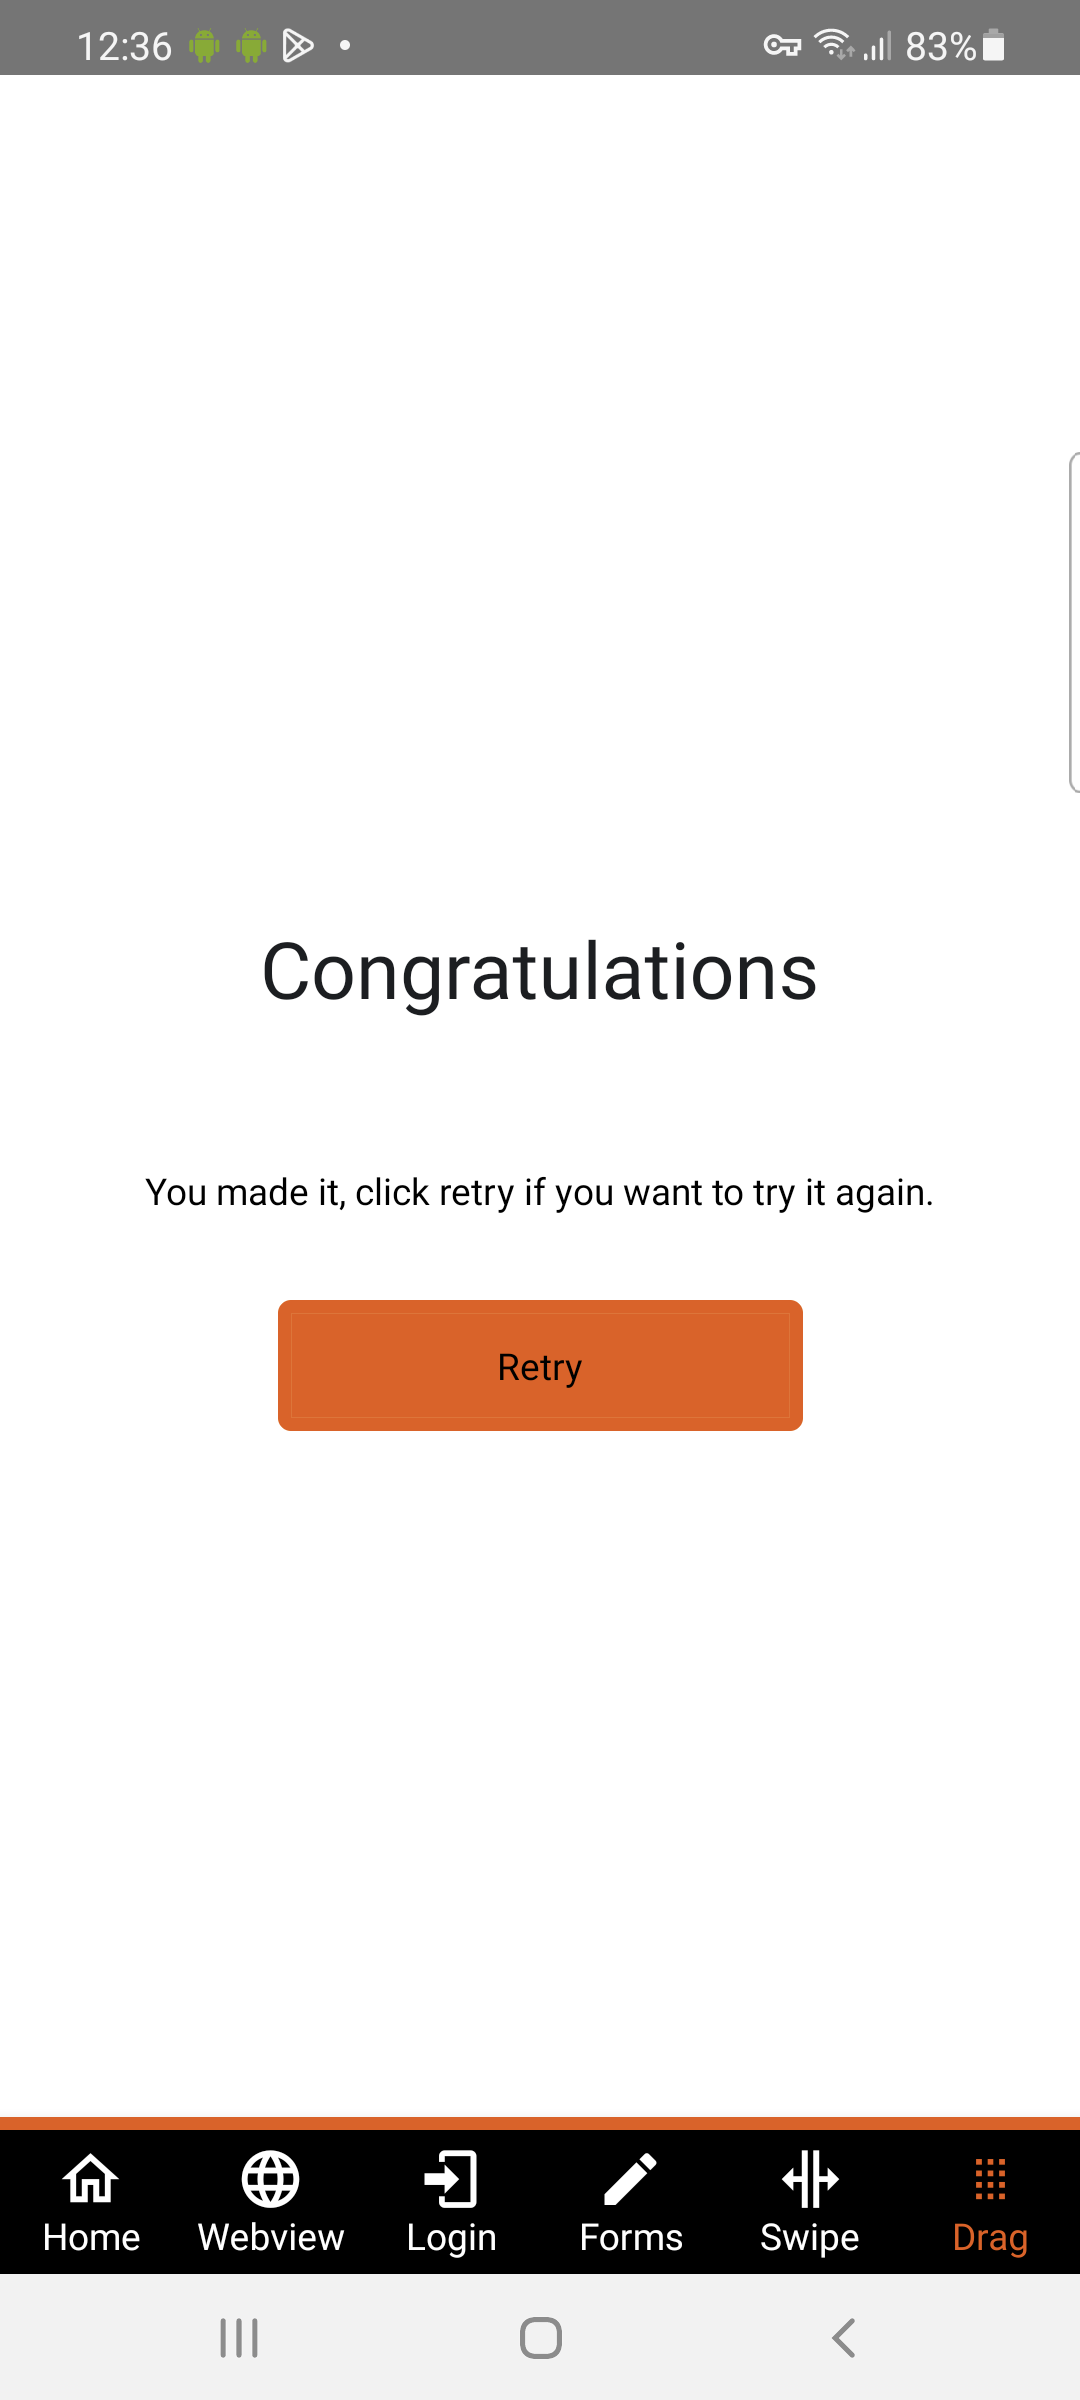 12:36
83%
Congratulations
You made it, click retry if you want to try it again.
Retry
Home Webview Login Forms Swipe Drag